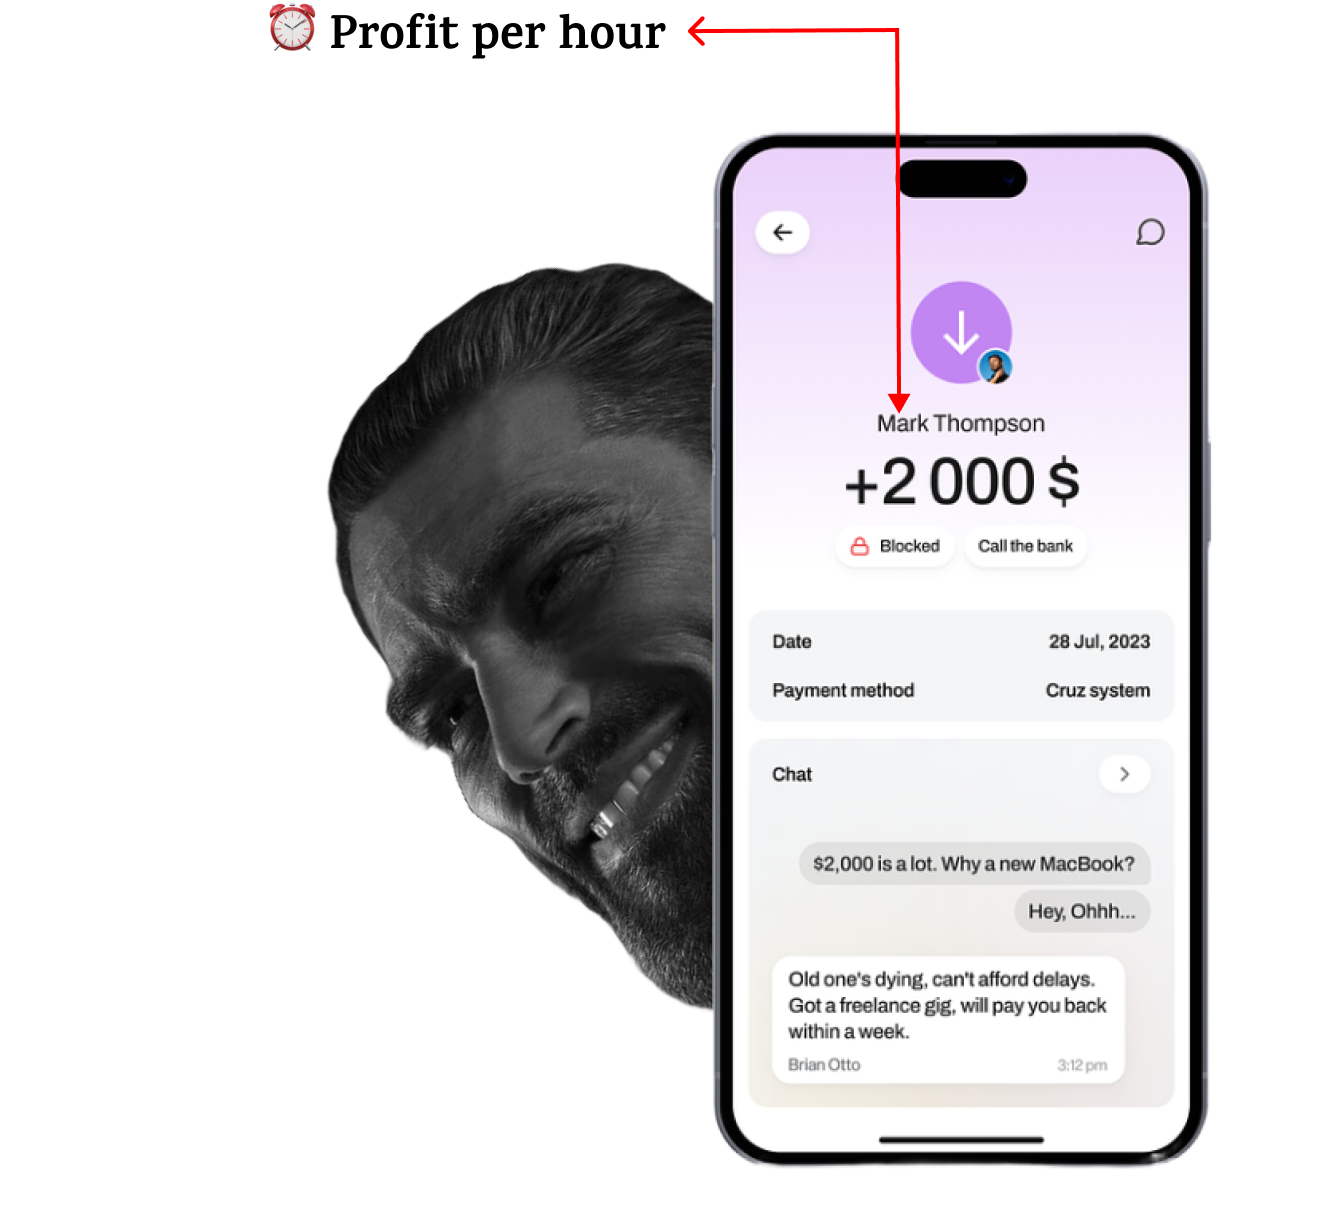 Profit per hour
Mark Thompson
+2 000 $
Blocked
Call the bank
Date
28 Jul, 2023
Payment method
Cruz system
Chat
$2,000 is a lot. Why a new MacBook?
Hey, Ohhh...
Old one's dying, can't afford delays.
Got a freelance gig, will pay you back
within a week.
Brian Otto
3:12 pm